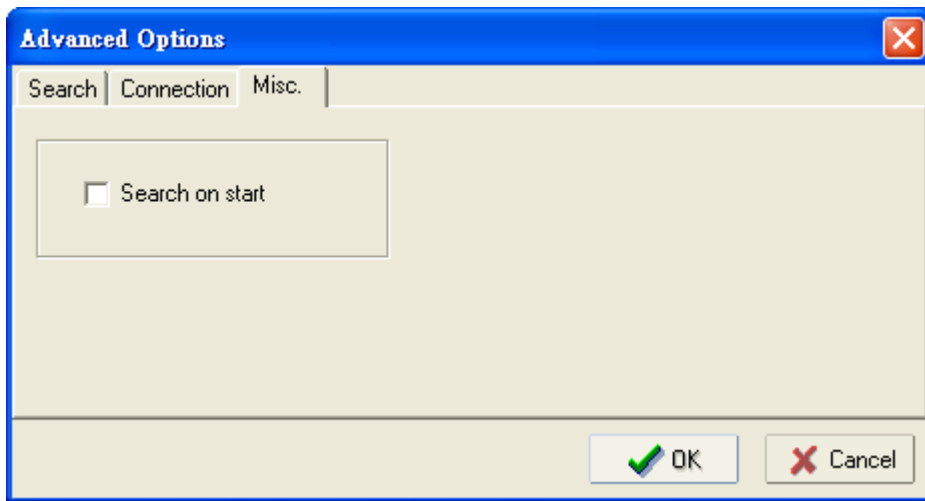 Advanced Options
Search Connection Misc.
Search on start
OK Cancel